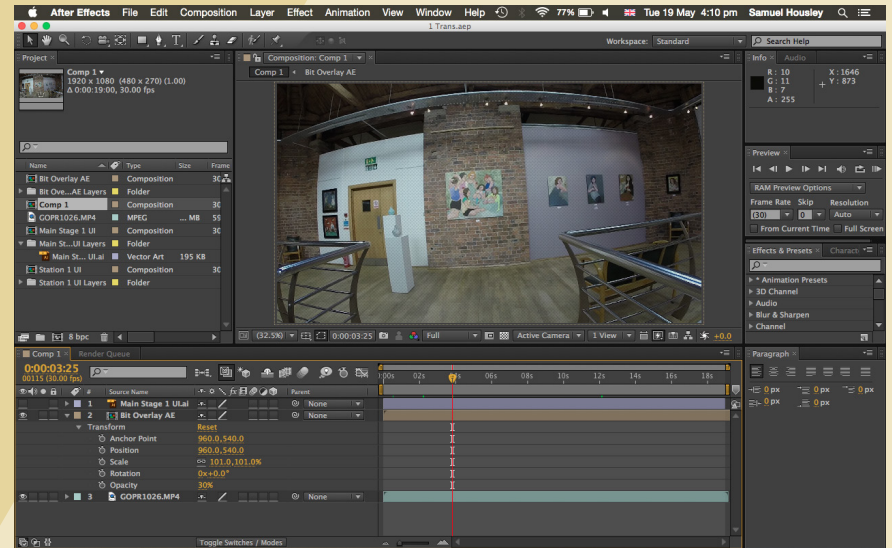 After Effects File Edit Composition Layer Effect Animation View Window Help 77% Tue 19 May 4:10 pm Samuel Housley
1 Trans.aep
Workspace: Standard Search Help
Project
Comp 1
1920 x 1080 (480 x 270) (1.00)
Δ 0:00:19:00, 30.00 fps
Name Type Size Frame
Bit Overlay AE Composition 30
Bit Ove...AE Layers Folder
Comp 1 Composition 30
GOPR1026.MP4 MPEG ... MB 59
Main Stage 1 UI Composition 30
Main St...UI Layers Folder
Main St... UI.ai Vector Art 195 KB
Station 1 UI Composition 30
Station 1 UI Layers Folder
8 bpc
Composition: Comp 1
Comp 1 Bit Overlay AE
(32.5%) 0:00:03:25 Full Active Camera 1 View +0.0
Info Audio
R : 10 X : 1646
G : 11 Y : 873
B : 7
A : 255
Preview
RAM Preview Options
Frame Rate Skip Resolution
(30) 0 Auto
From Current Time Full Screen
Effects & Presets Charact
* Animation Presets
3D Channel
Audio
Blur & Sharpen
Channel
Comp 1 Render Queue
0:00:03:25
00115 (30.00 fps)
02s 06s 08s 10s 12s 14s 16s 18s
# Source Name Parent
1 Main Stage 1 UI.ai None
2 Bit Overlay AE None
Transform Reset
Anchor Point 960.0,540.0
Position 960.0,540.0
Scale 101.0,101.0%
Rotation 0x+0.0°
Opacity 30%
3 GOPR1026.MP4 None
Toggle Switches / Modes
Paragraph
0 px 0 px 0 px
0 px 0 px